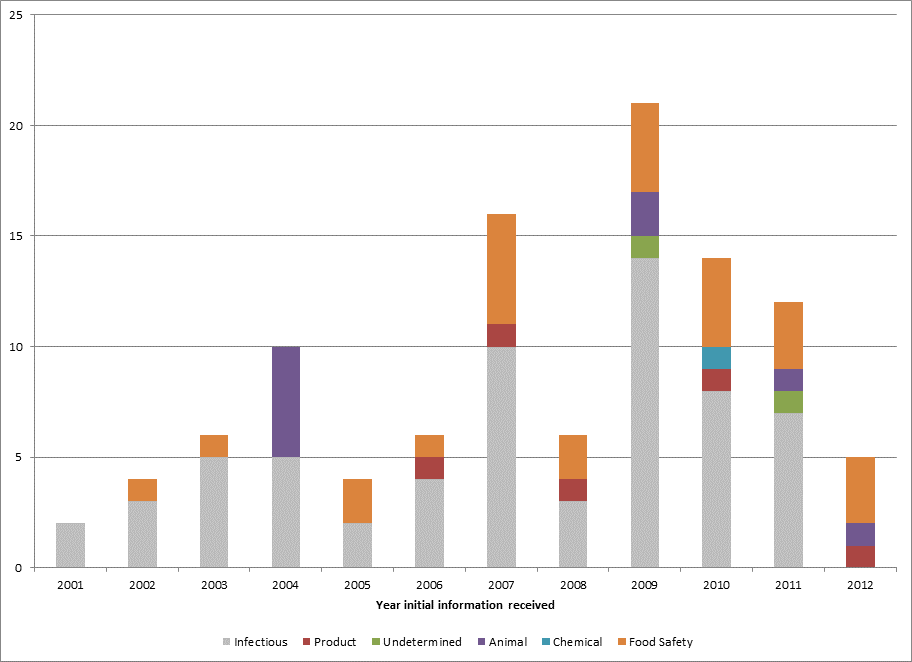 25
20
15
10
5
0
2001 2002 2003 2004 2005 2006 2007 2008 2009 2010 2011 2012
Year initial information received
Infectious Product Undetermined Animal Chemical Food Safety